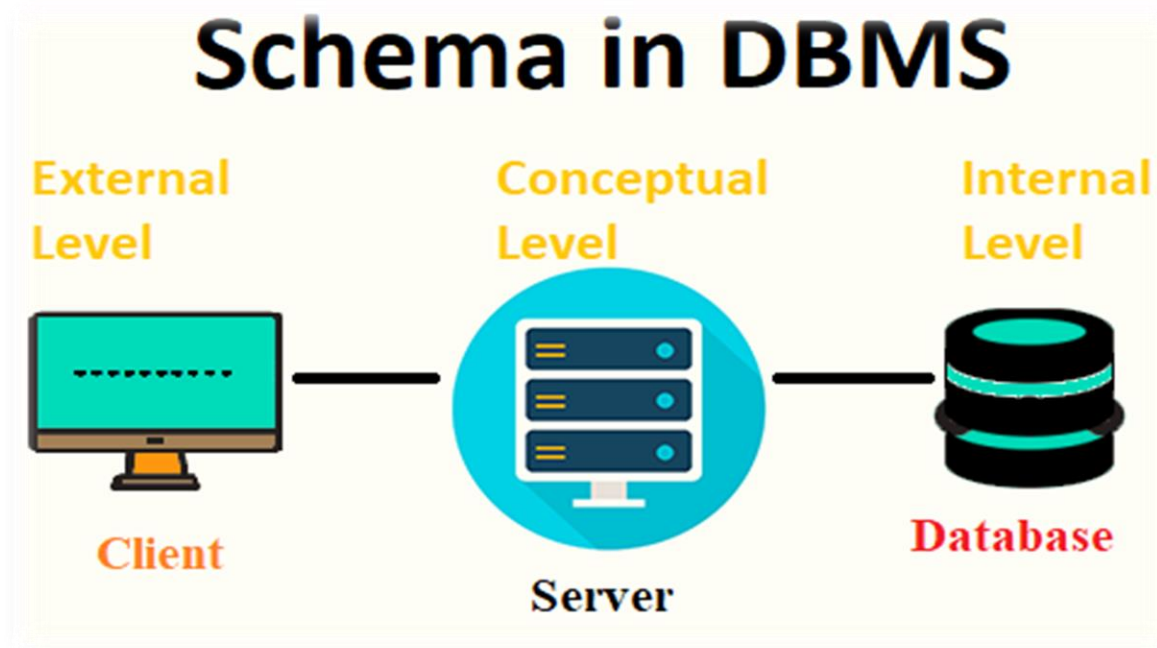 Schema in DBMS
External
Level
Conceptual
Level
Internal
Level
Client
Server
Database